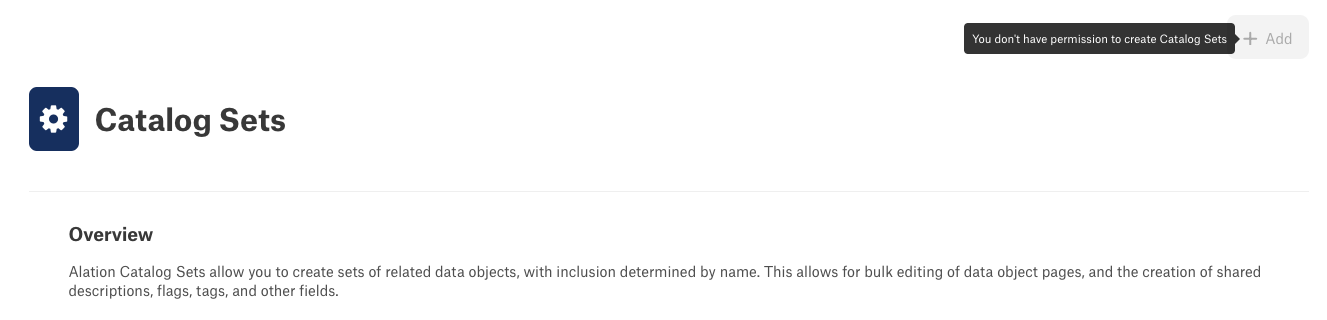 You don't have permission to create Catalog Sets
+ Add
Catalog Sets
Overview
Alation Catalog Sets allow you to create sets of related data objects, with inclusion determined by name. This allows for bulk editing of data object pages, and the creation of shared
descriptions, flags, tags, and other fields.